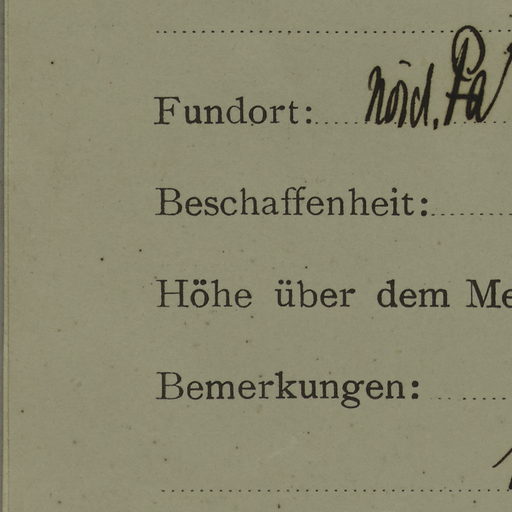 Fundort: nörd. Pa
Beschaffenheit:
Höhe über dem Me
Bemerkungen: